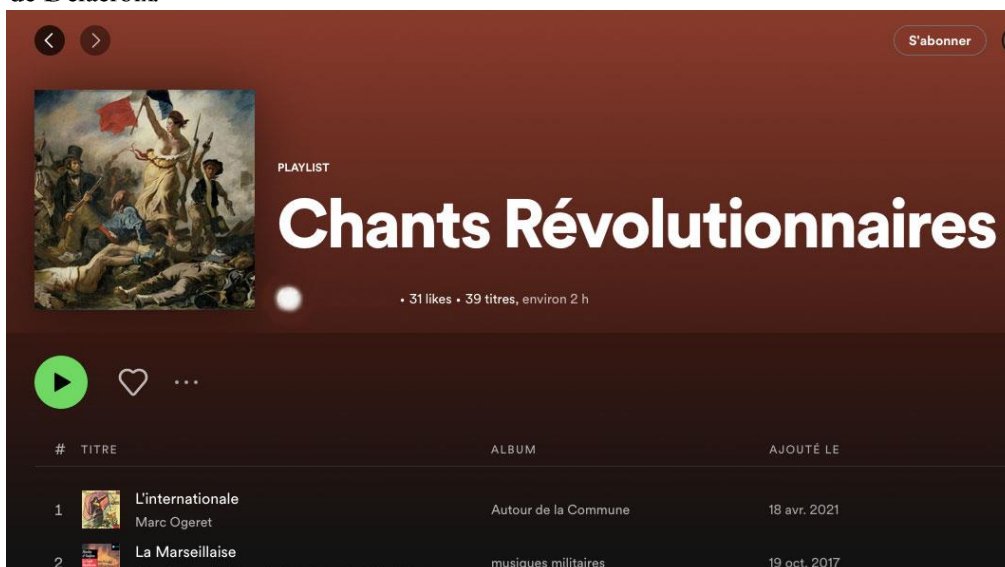 de Delacroix.
S'abonner
PLAYLIST
Chants Révolutionnaires
• 31 likes • 39 titres, environ 2 h
# TITRE ALBUM AJOUTÉ LE
1 L'internationale Autour de la Commune 18 avr. 2021
Marc Ogeret
2 La Marseillaise musiques militaires 19 oct. 2017